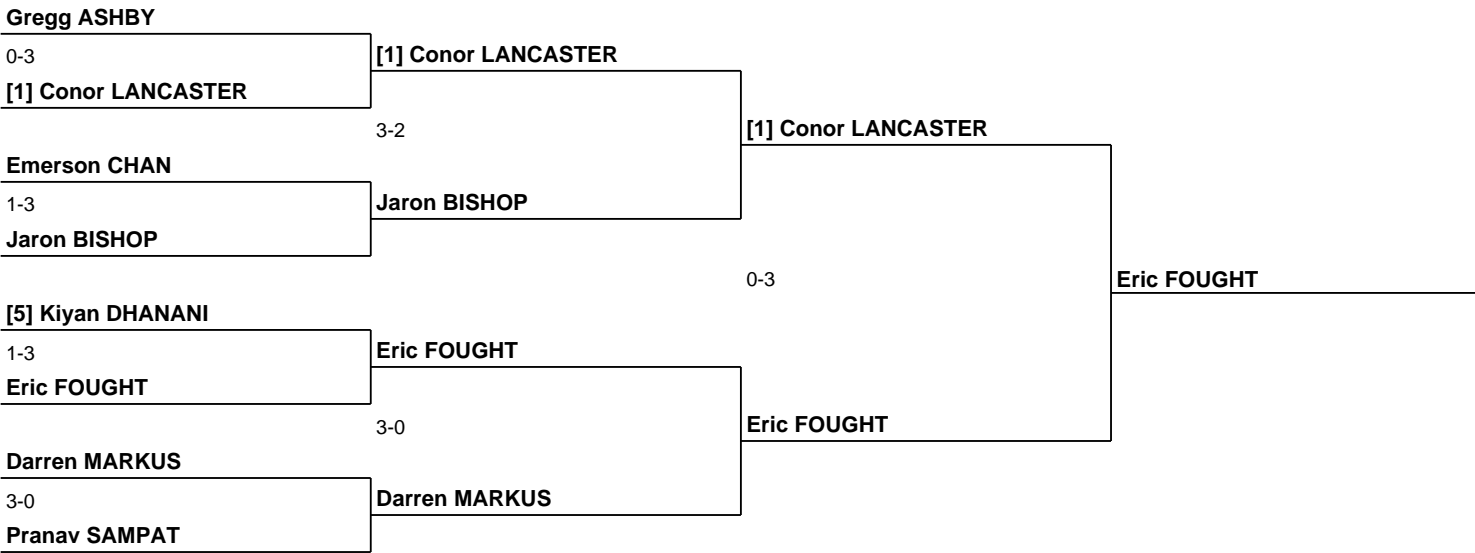 Gregg ASHBY
0-3
[1] Conor LANCASTER
[1] Conor LANCASTER
3-2
[1] Conor LANCASTER
Emerson CHAN
1-3
Jaron BISHOP
Jaron BISHOP
0-3
Eric FOUGHT
[5] Kiyan DHANANI
1-3
Eric FOUGHT
Eric FOUGHT
3-0
Eric FOUGHT
Darren MARKUS
3-0
Darren MARKUS
Pranav SAMPAT